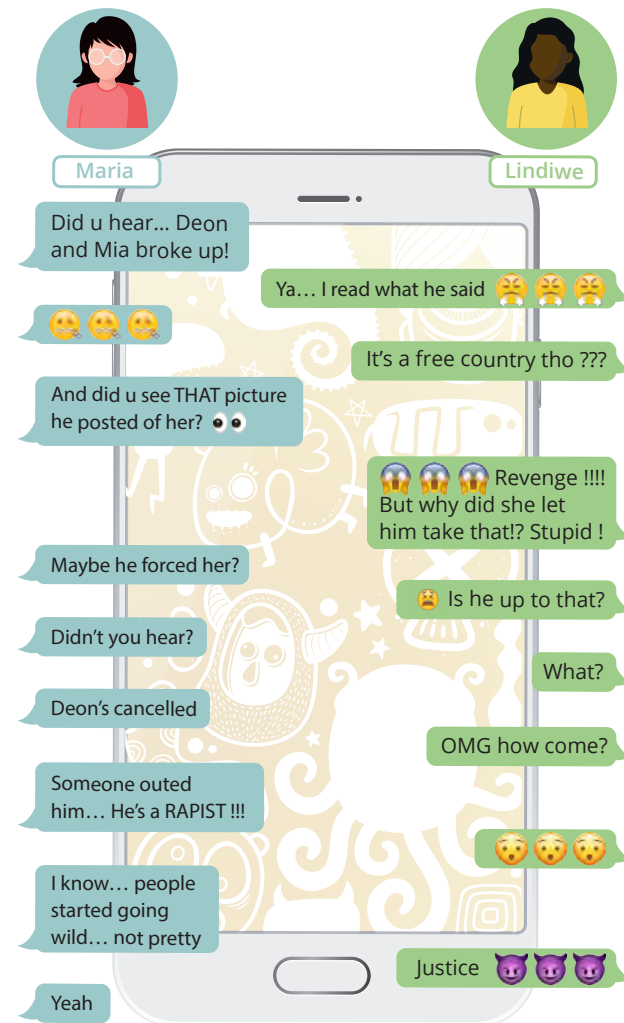 Maria
Lindiwe
Did u hear... Deon
and Mia broke up!
Ya... I read what he said 😤 😤 😤
🤐 🤐 🤐
It's a free country tho ???
And did u see THAT picture
he posted of her? 👀
😱 😱 😱 Revenge !!!!
But why did she let
him take that!? Stupid !
Maybe he forced her?
😫 Is he up to that?
Didn't you hear?
What?
Deon's cancelled
OMG how come?
Someone outed
him... He's a RAPIST !!!
😯 😯 😯
I know... people
started going
wild... not pretty
Justice 😈 😈 😈
Yeah